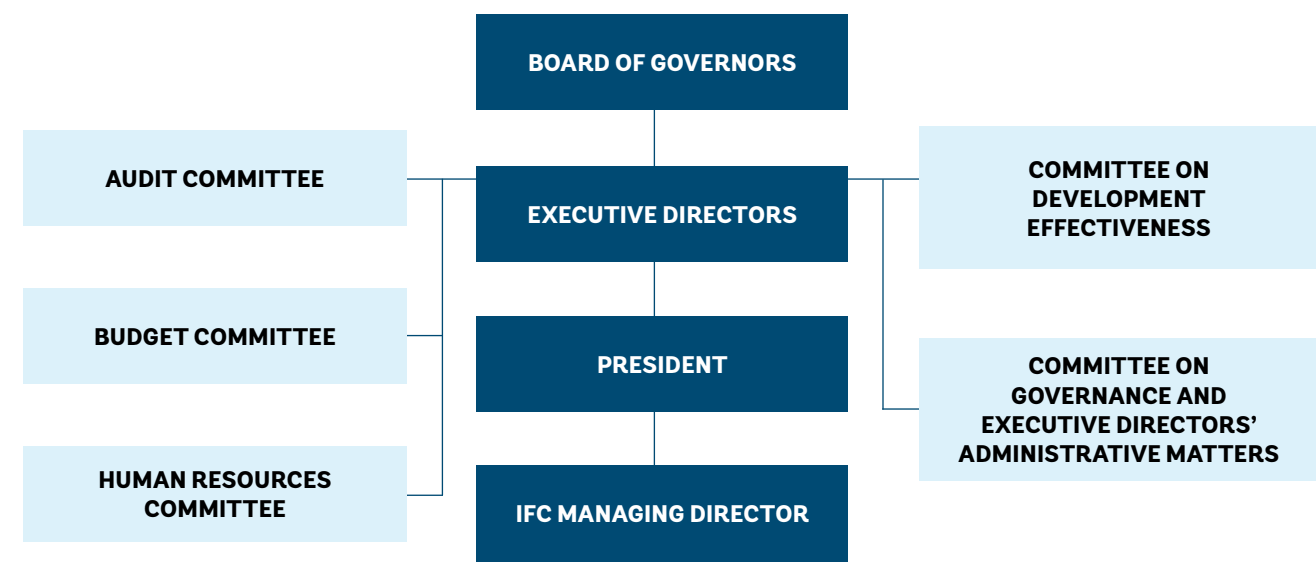 BOARD OF GOVERNORS
AUDIT COMMITTEE
EXECUTIVE DIRECTORS
COMMITTEE ON
DEVELOPMENT
EFFECTIVENESS
BUDGET COMMITTEE
PRESIDENT
COMMITTEE ON
GOVERNANCE AND
EXECUTIVE DIRECTORS’
ADMINISTRATIVE MATTERS
HUMAN RESOURCES
COMMITTEE
IFC MANAGING DIRECTOR